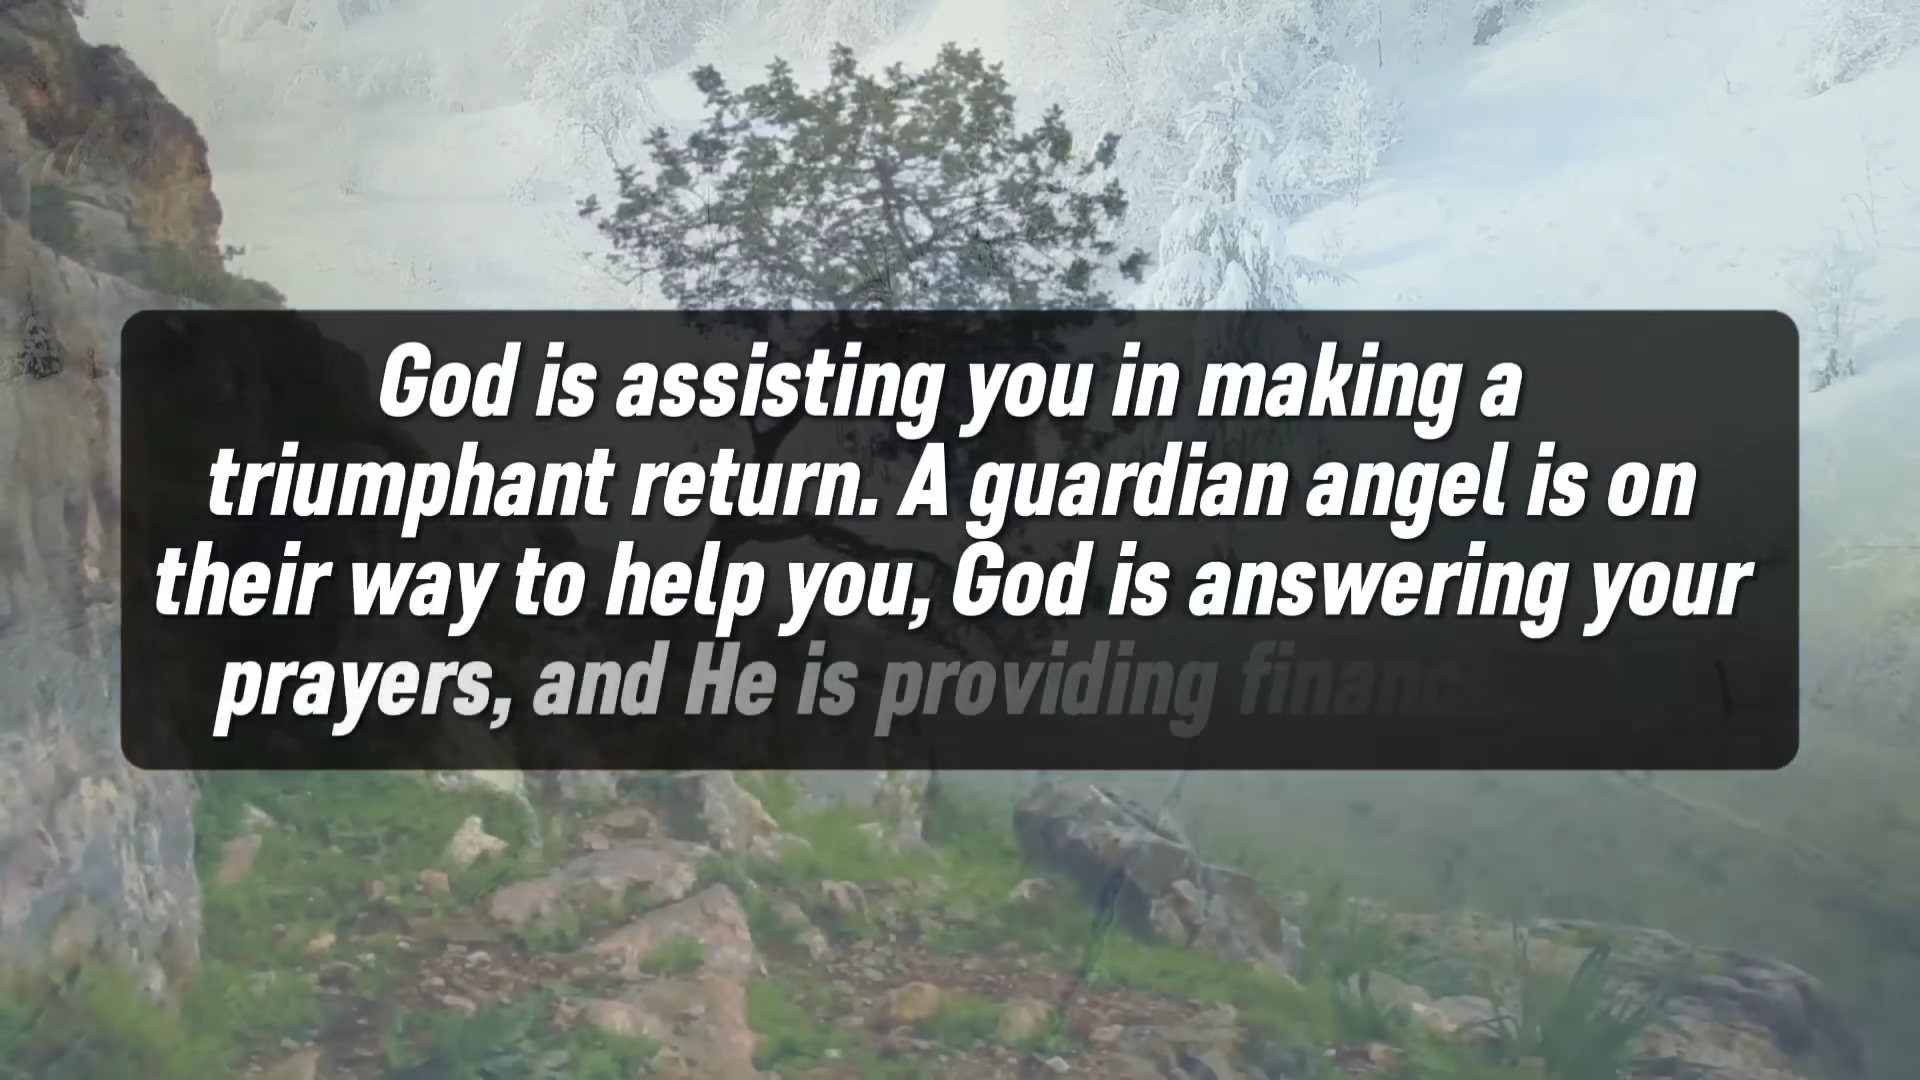 God is assisting you in making a
triumphant return. A guardian angel is on
their way to help you, God is answering your
prayers, and He is providing